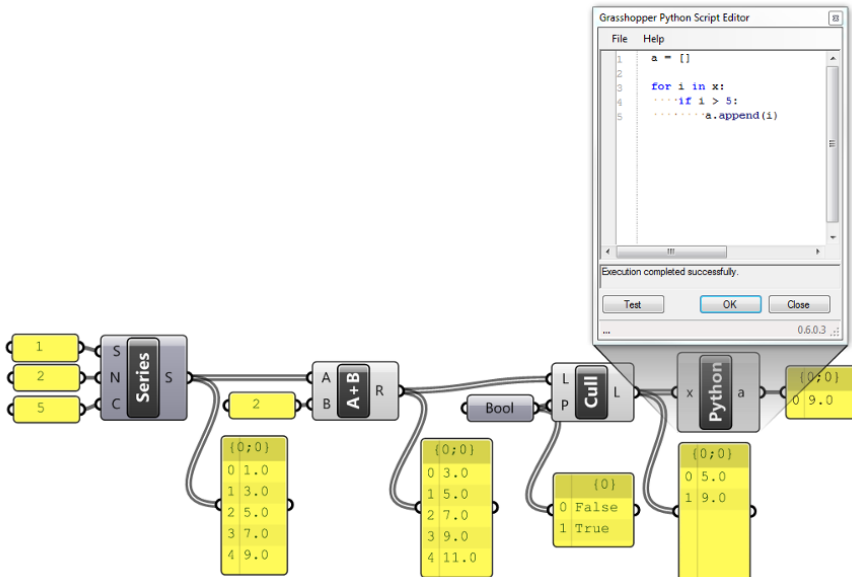 Grasshopper Python Script Editor
File Help
1 a = []
2
3 for i in x:
4 ····if i > 5:
5 ········a.append(i)
Execution completed successfully.
Test OK Close
... 0.6.0.3
1
2
5
S
N
C
Series
S
2
A
B
A+B
R
Bool
L
P
Cull
L
x
Python
a
{0;0}
0 9.0
{0;0}
0 1.0
1 3.0
2 5.0
3 7.0
4 9.0
{0;0}
0 3.0
1 5.0
2 7.0
3 9.0
4 11.0
{0}
0 False
1 True
{0;0}
0 5.0
1 9.0